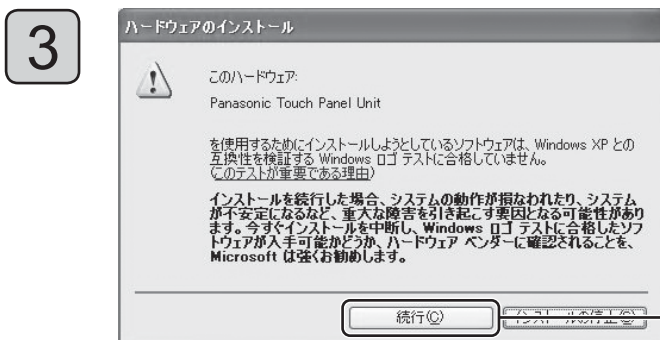 3
ハードウェアのインストール
このハードウェア:
Panasonic Touch Panel Unit
を使用するためにインストールしようとしているソフトウェアは、Windows XP との
互換性を検証する Windows ロゴ テストに合格していません。
(このテストが重要である理由)
インストールを続行した場合、システムの動作が損なわれたり、システム
が不安定になるなど、重大な障害を引き起こす要因となる可能性があり
ます。今すぐインストールを中断し、Windows ロゴ テストに合格したソフ
トウェアが入手可能かどうか、ハードウェア ベンダーに確認されることを、
Microsoft は強くお勧めします。
続行(C) インストールの停止(S)